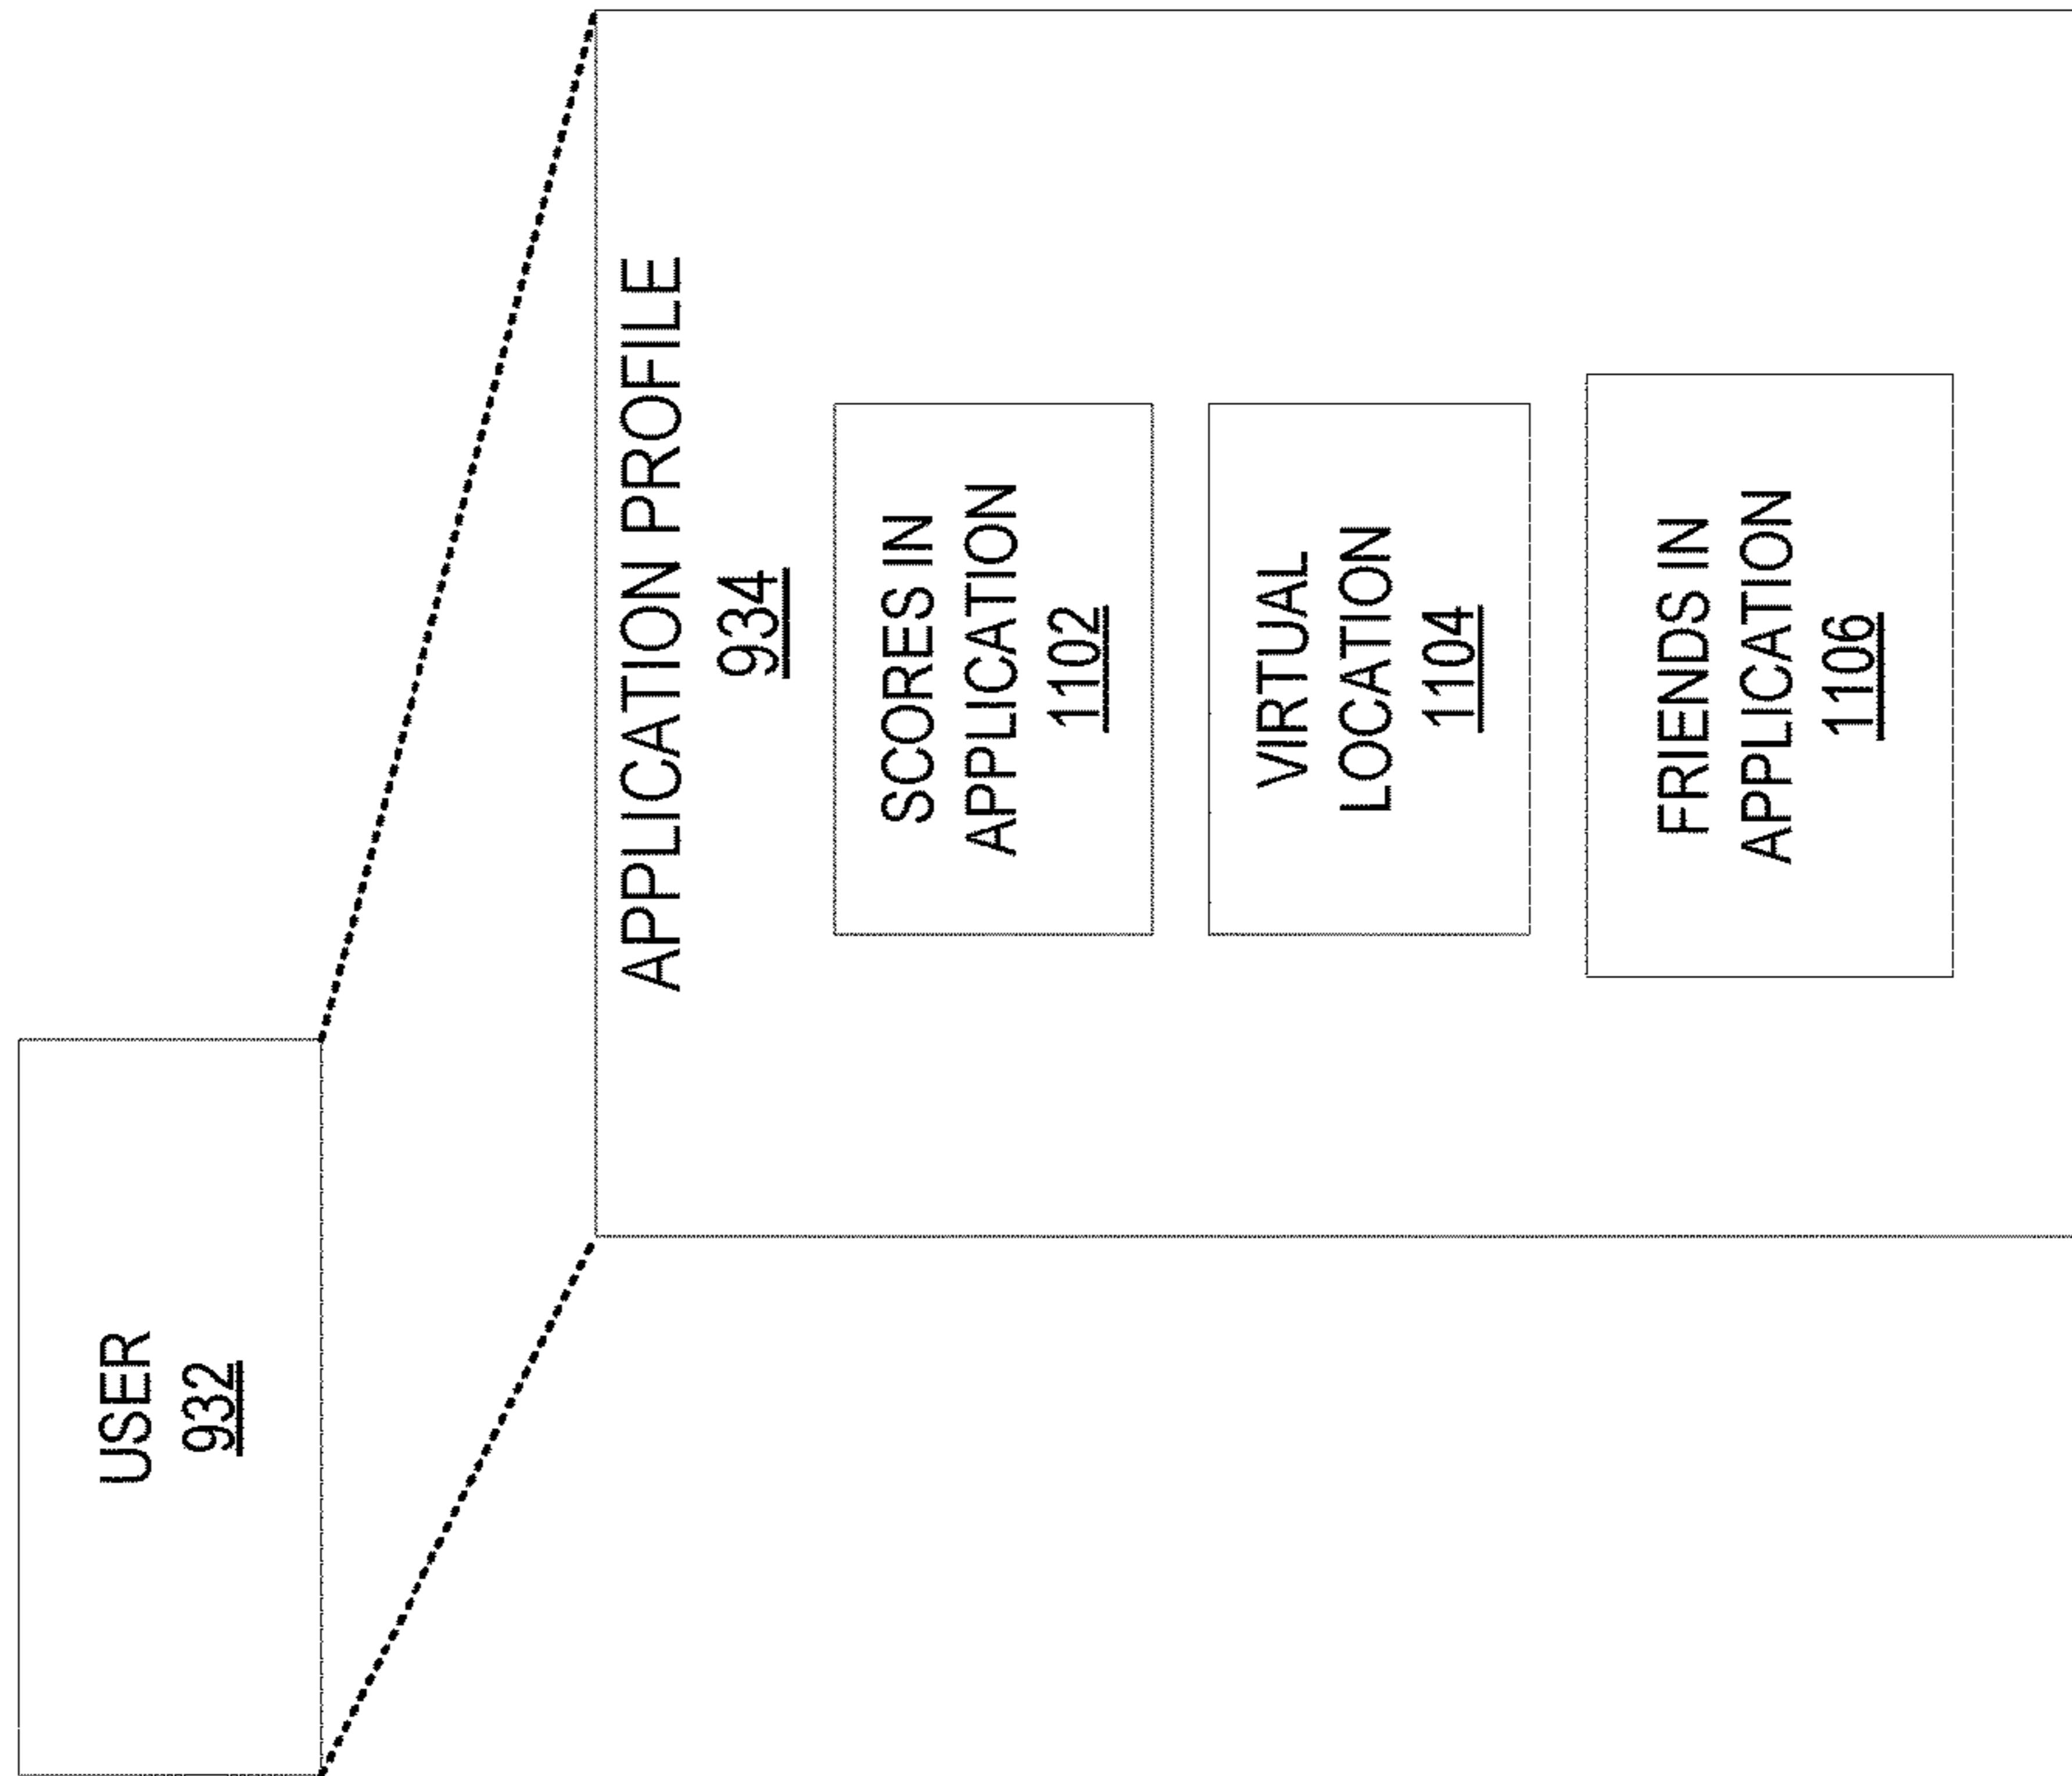 USER
932
APPLICATION PROFILE
934
SCORES IN
APPLICATION
1102
VIRTUAL
LOCATION
1104
FRIENDS IN
APPLICATION
1106